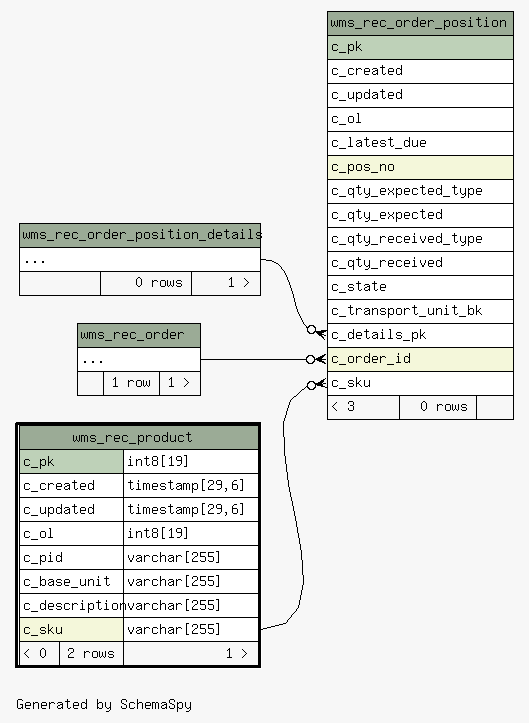 wms_rec_order_position
c_pk
c_created
c_updated
c_ol
c_latest_due
c_pos_no
c_qty_expected_type
c_qty_expected
c_qty_received_type
c_qty_received
c_state
c_transport_unit_bk
c_details_pk
c_order_id
c_sku
< 3 0 rows
wms_rec_order_position_details
...
0 rows 1 >
wms_rec_order
...
1 row 1 >
wms_rec_product
c_pk int8[19]
c_created timestamp[29,6]
c_updated timestamp[29,6]
c_ol int8[19]
c_pid varchar[255]
c_base_unit varchar[255]
c_description varchar[255]
c_sku varchar[255]
< 0 2 rows 1 >
Generated by SchemaSpy